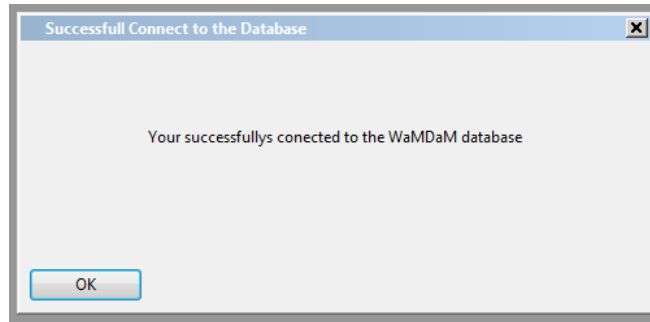 Successfull Connect to the Database
Your successfullys conected to the WaMDaM database
OK